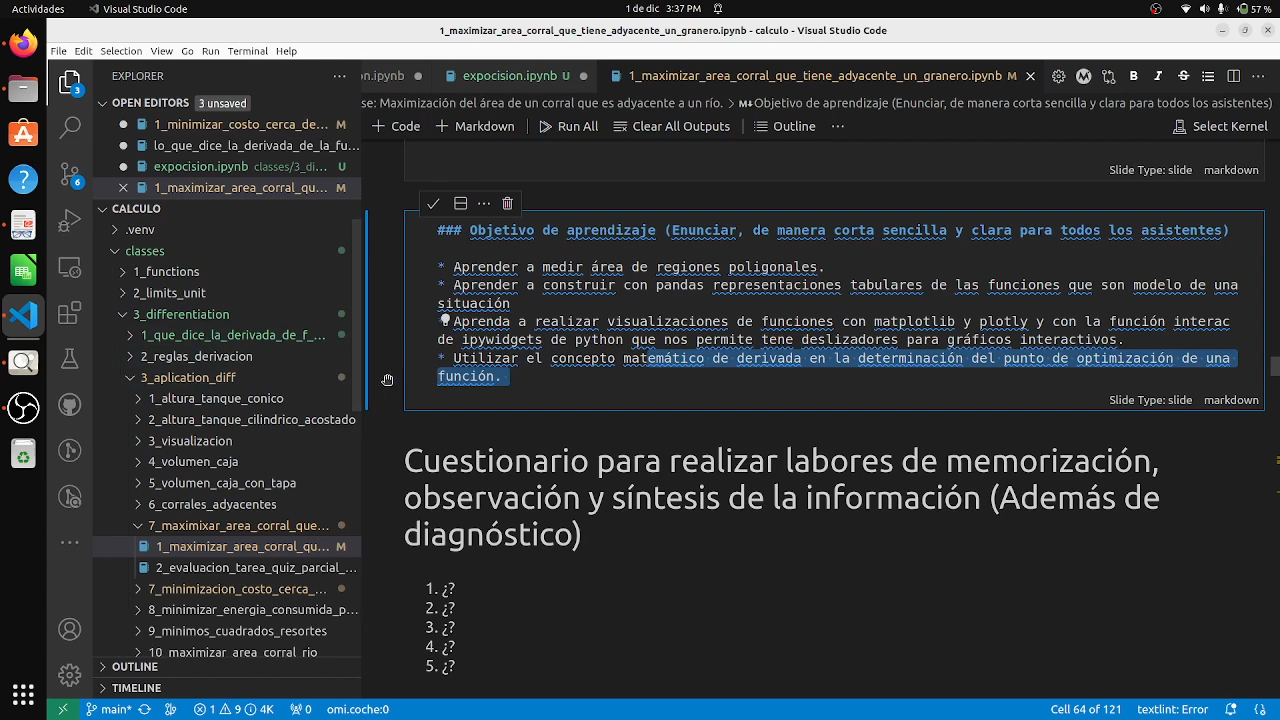 Actividades
Visual Studio Code
1 de dic  3:37 PM
57 %
1_maximizar_area_corral_que_tiene_adyacente_un_granero.ipynb - calculo - Visual Studio Code
File Edit Selection View Go Run Terminal Help
EXPLORER
on.ipynb
expocision.ipynb U
1_maximizar_area_corral_que_tiene_adyacente_un_granero.ipynb M
OPEN EDITORS 3 unsaved
se: Maximización del área de un corral que es adyacente a un río. > Objetivo de aprendizaje (Enunciar, de manera corta sencilla y clara para todos los asistentes)
1_minimizar_costo_cerca_de... M
+ Code + Markdown Run All Clear All Outputs Outline ... Select Kernel
lo_que_dice_la_derivada_de_la_fu...
expocision.ipynb classes/3_di... U
1_maximizar_area_corral_qu... M
Slide Type: slide markdown
CALCULO
.venv
classes
1_functions
2_limits_unit
3_differentiation
1_que_dice_la_derivada_de_f_...
2_reglas_derivacion
3_aplication_diff
1_altura_tanque_conico
2_altura_tanque_cilindrico_acostado
3_visualizacion
4_volumen_caja
5_volumen_caja_con_tapa
6_corrales_adyacentes
7_maximixar_area_corral_que...
1_maximizar_area_corral_qu... M
2_evaluacion_tarea_quiz_parcial_...
7_minimizacion_costo_cerca_...
8_minimizar_energia_consumida_p...
9_minimos_cuadrados_resortes
10_maximizar_area_corral_rio
OUTLINE
TIMELINE
3
6
### Objetivo de aprendizaje (Enunciar, de manera corta sencilla y clara para todos los asistentes)
* Aprender a medir área de regiones poligonales.
* Aprender a construir con pandas representaciones tabulares de las funciones que son modelo de una
situación
* Aprenda a realizar visualizaciones de funciones con matplotlib y plotly y con la función interac
de ipywidgets de python que nos permite tene deslizadores para gráficos interactivos.
* Utilizar el concepto matemático de derivada en la determinación del punto de optimización de una
función.
Slide Type: slide markdown
Cuestionario para realizar labores de memorización,
observación y síntesis de la información (Además de
diagnóstico)
1. ¿?
2. ¿?
3. ¿?
4. ¿?
5. ¿?
main* 1 9 4K 0 omi.coche:0 Cell 64 of 121 textlint: Error